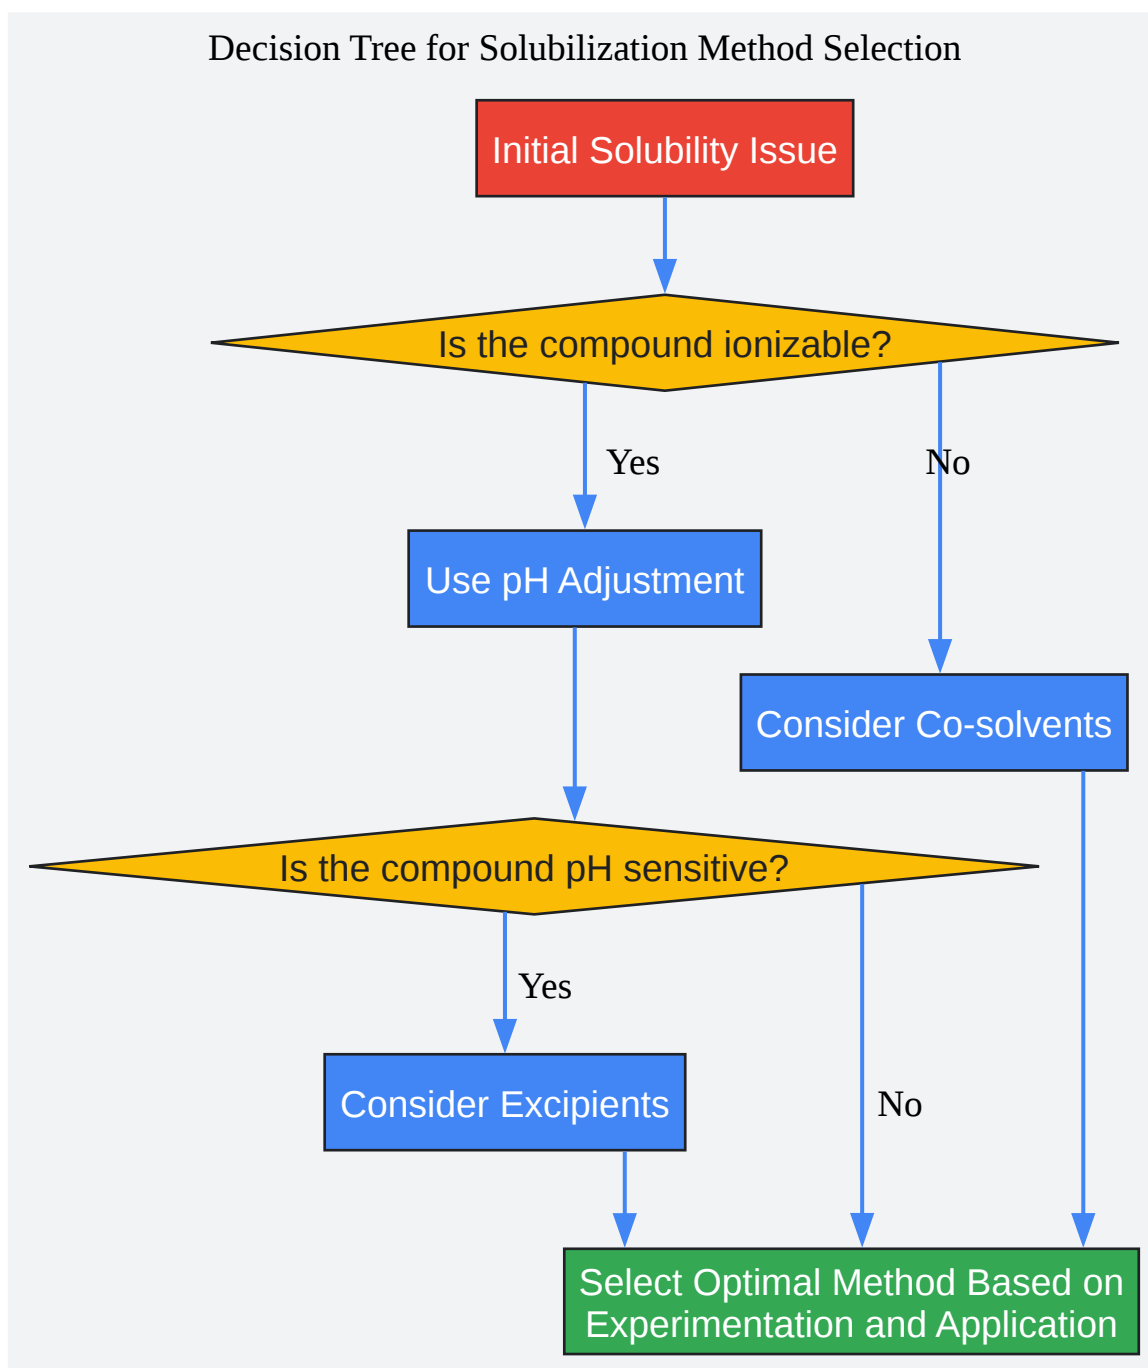 Decision Tree for Solubilization Method Selection
Initial Solubility Issue
Is the compound ionizable?
Yes
No
Use pH Adjustment
Consider Co-solvents
Is the compound pH sensitive?
Yes
Consider Excipients
No
Select Optimal Method Based on
Experimentation and Application